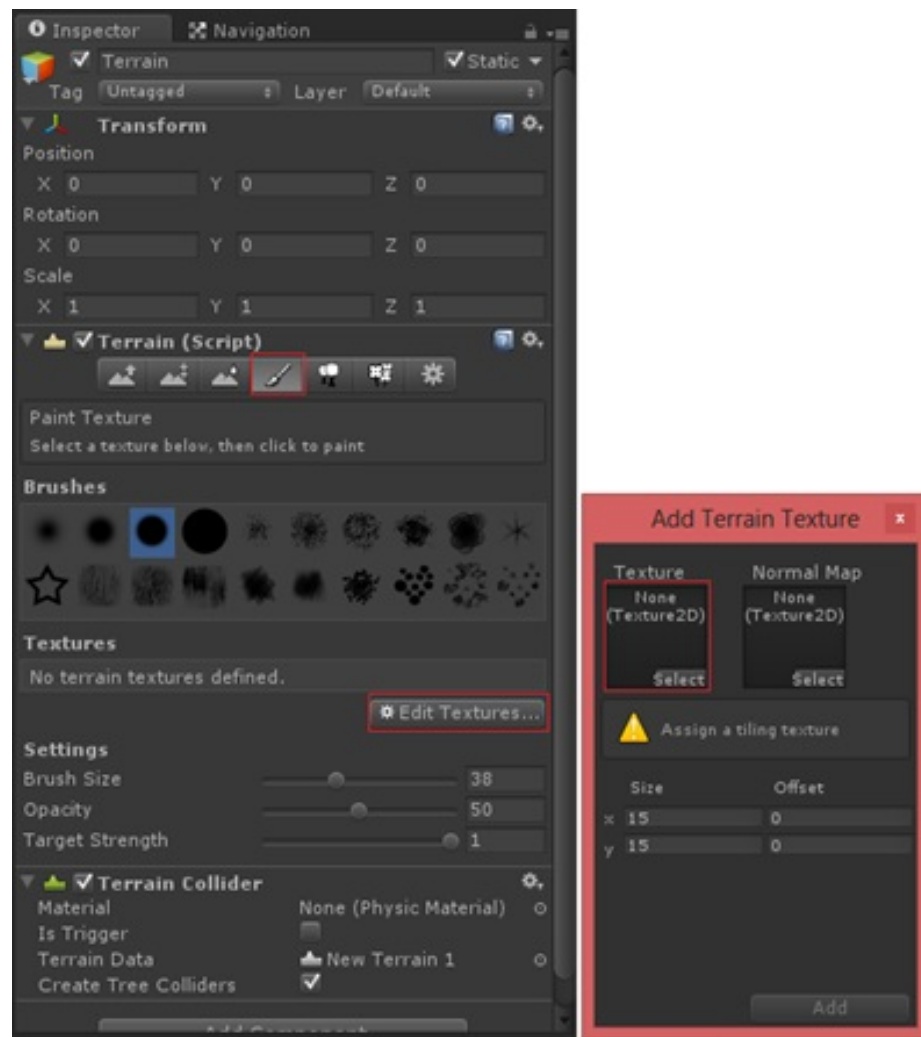 Inspector Navigation
Terrain Static
Tag Untagged Layer Default
Transform
Position
X 0 Y 0 Z 0
Rotation
X 0 Y 0 Z 0
Scale
X 1 Y 1 Z 1
Terrain (Script)
Paint Texture
Select a texture below, then click to paint
Brushes
Textures
No terrain textures defined.
Edit Textures...
Settings
Brush Size 38
Opacity 50
Target Strength 1
Terrain Collider
Material None (Physic Material)
Is Trigger
Terrain Data New Terrain 1
Create Tree Colliders
Add Component
Add Terrain Texture x
Texture Normal Map
None None
(Texture2D) (Texture2D)
Select Select
Assign a tiling texture
Size Offset
x 15 0
y 15 0
Add